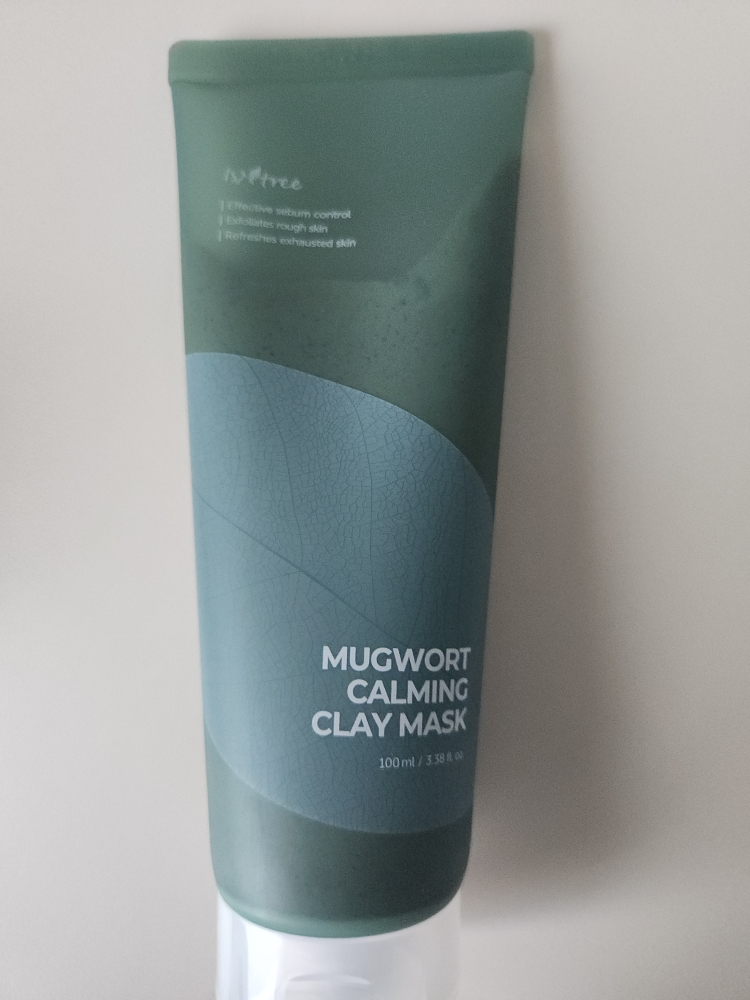 isntree
Effective sebum control
Exfoliates rough skin
Refreshes exhausted skin
MUGWORT
CALMING
CLAY MASK
100 ml / 3.38 fl. oz